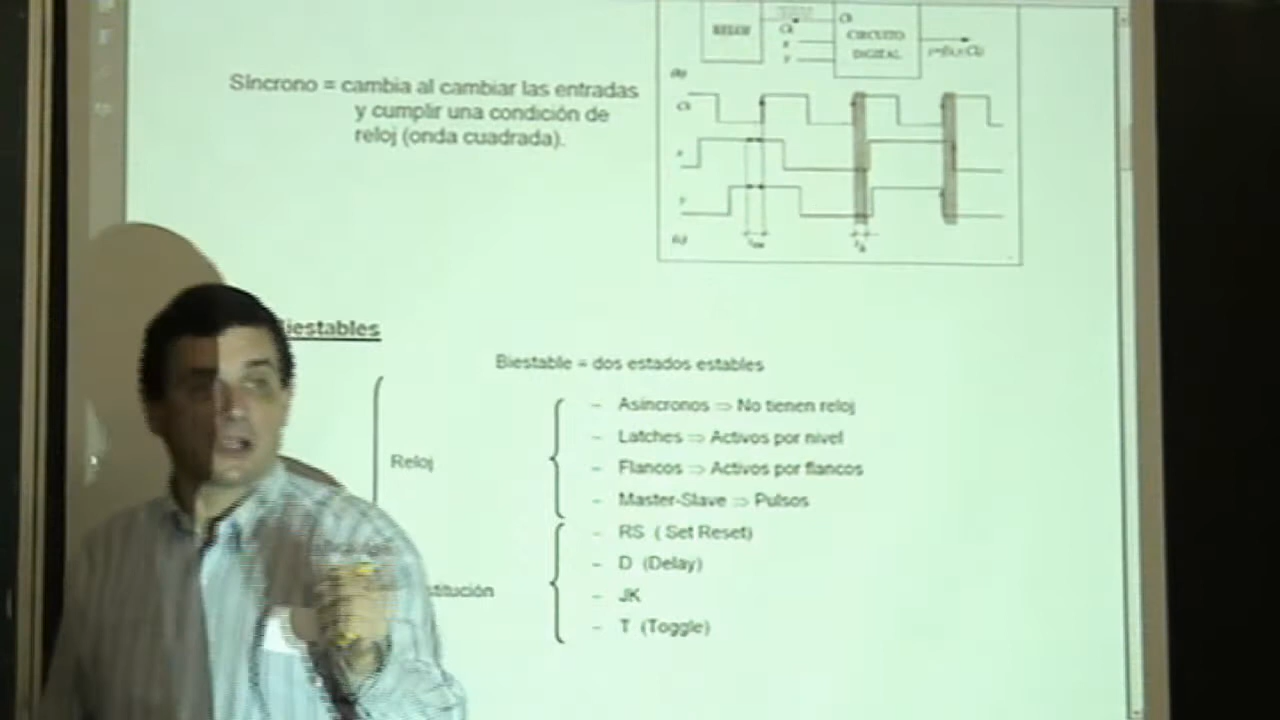 RELOJ
Ck
Ck
CIRCUITO
DIGITAL
x
y
(b)
Síncrono = cambia al cambiar las entradas
y cumplir una condición de
reloj (onda cuadrada).
Ck
x
y
(c)
Biestables
Biestable = dos estados estables
Reloj
- Asíncronos ⇒ No tienen reloj
- Latches ⇒ Activos por nivel
- Flancos ⇒ Activos por flancos
- Master-Slave ⇒ Pulsos
- RS ( Set Reset)
- D (Delay)
stitución
- JK
- T (Toggle)